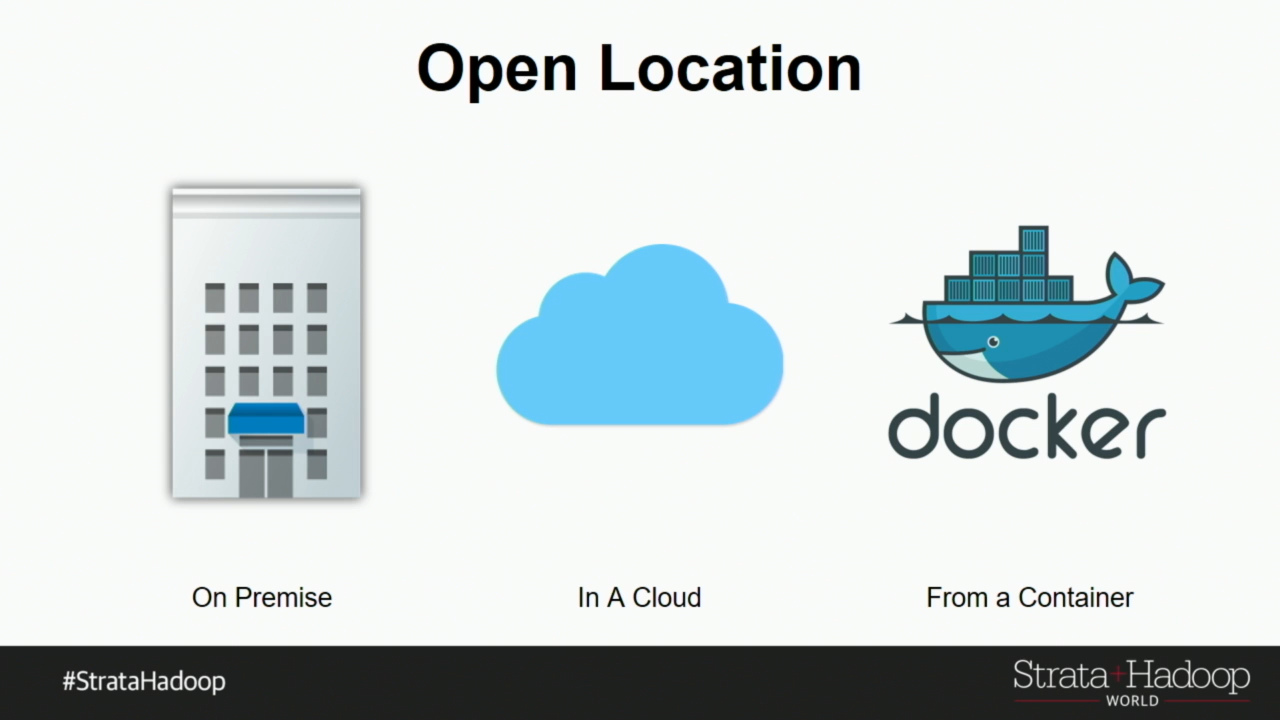 Open Location
docker
On Premise
In A Cloud
From a Container
#StrataHadoop
Strata+Hadoop
WORLD